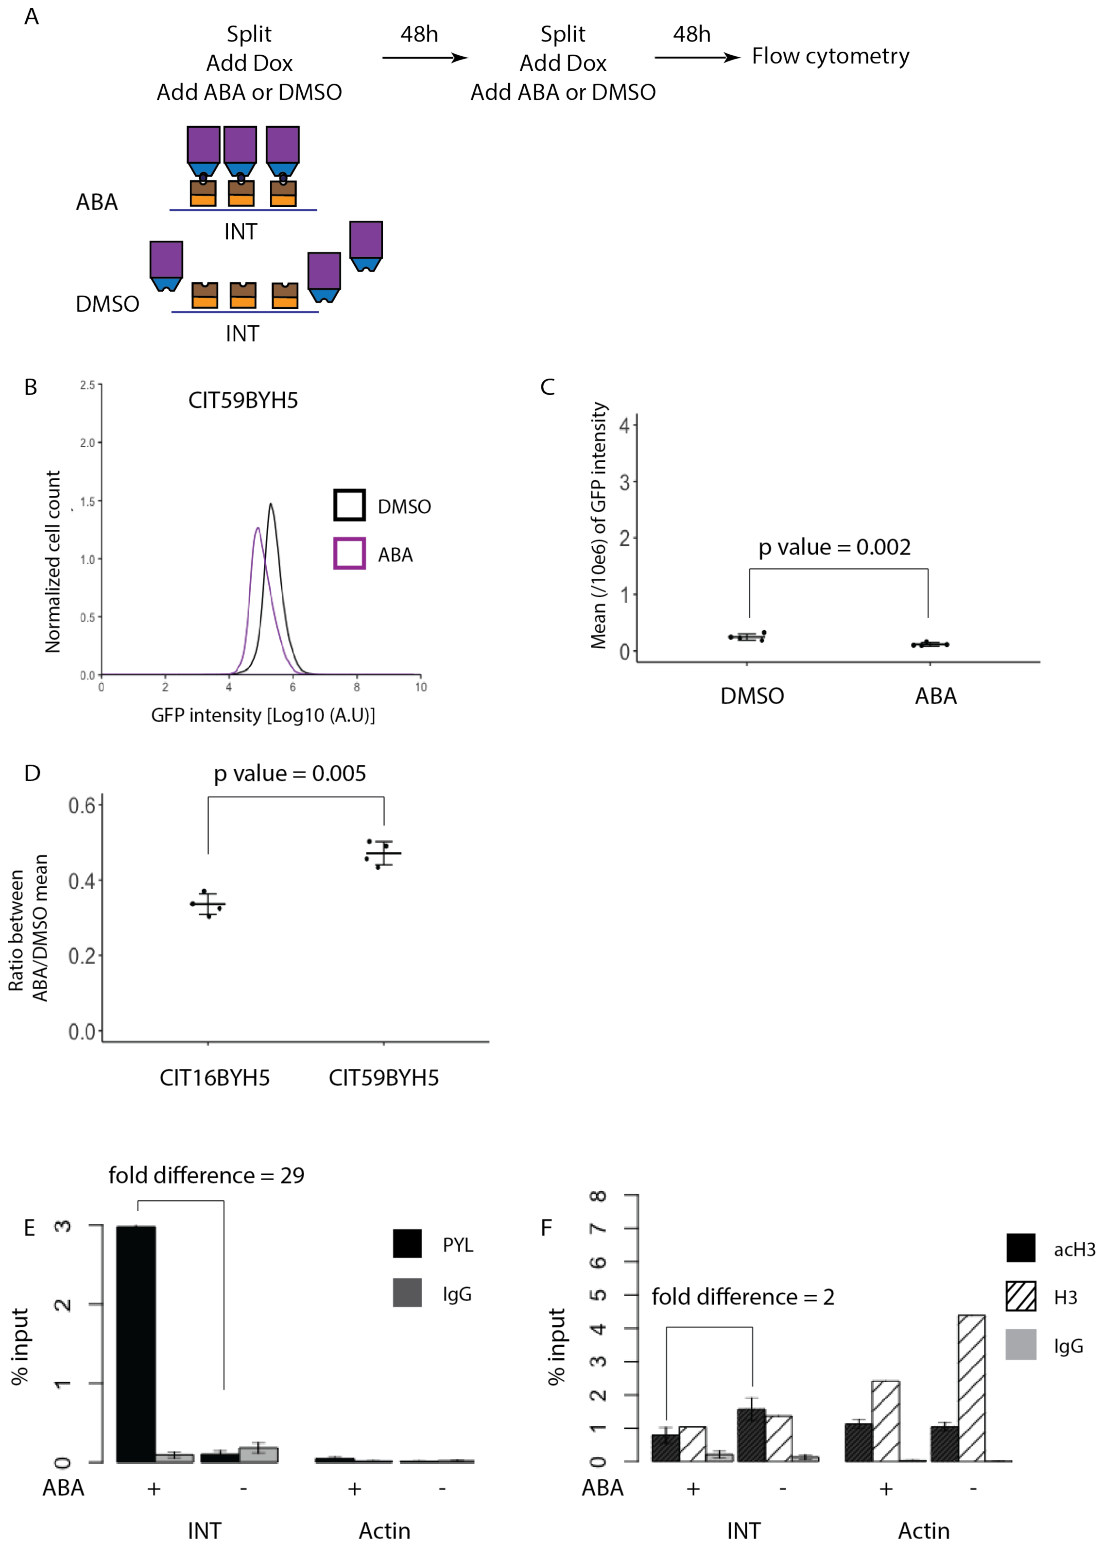 A
Split
Add Dox
Add ABA or DMSO
48h
Split
Add Dox
Add ABA or DMSO
48h
Flow cytometry
ABA
INT
DMSO
INT
B
CIT59BYH5
2.5
2.0
1.5
1.0
0.5
0.0
0 2 4 6 8 10
Normalized cell count
GFP intensity [Log10 (A.U)]
DMSO
ABA
C
Mean (/10e6) of GFP intensity
4
3
2
1
0
p value = 0.002
DMSO ABA
D
p value = 0.005
0.6
0.4
0.2
0.0
Ratio between
ABA/DMSO mean
CIT16BYH5 CIT59BYH5
E
fold difference = 29
3
2
1
0
% input
PYL
IgG
ABA + - + -
INT Actin
F
8
7
6
5
4
3
2
1
0
% input
fold difference = 2
acH3
H3
IgG
ABA + - + -
INT Actin